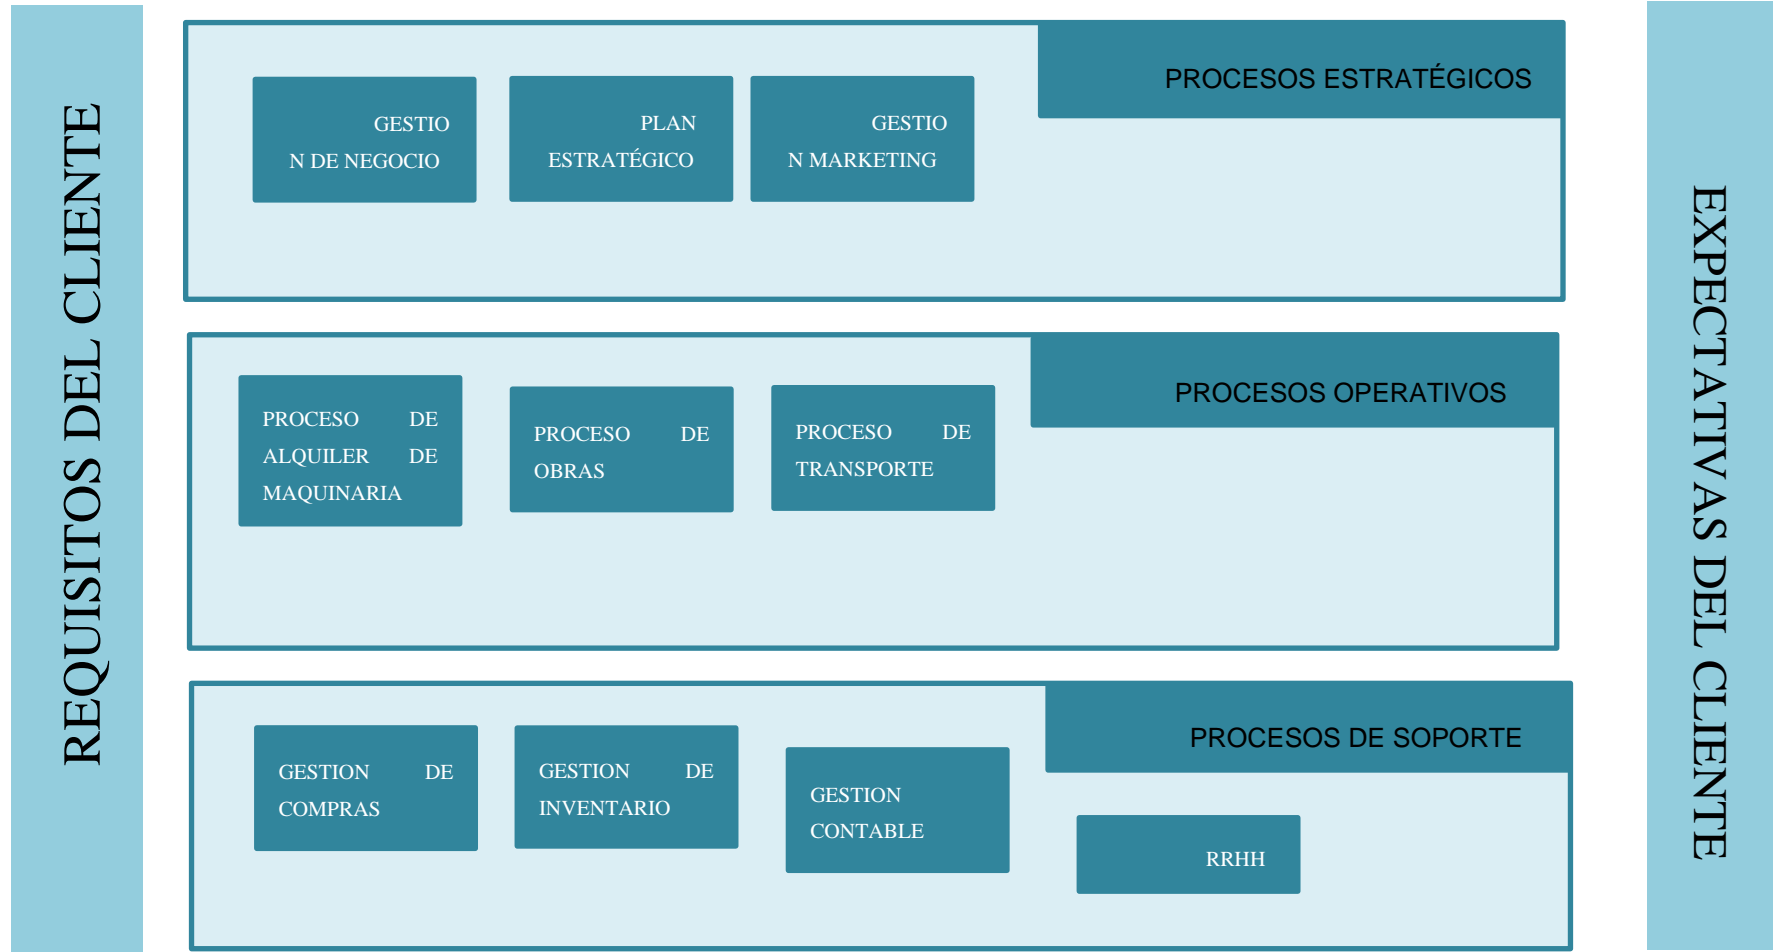 REQUISITOS DEL CLIENTE
PROCESOS ESTRATÉGICOS
GESTIO
N DE NEGOCIO
PLAN
ESTRATÉGICO
GESTIO
N MARKETING
PROCESOS OPERATIVOS
PROCESO DE
ALQUILER DE
MAQUINARIA
PROCESO DE
OBRAS
PROCESO DE
TRANSPORTE
PROCESOS DE SOPORTE
GESTION DE
COMPRAS
GESTION DE
INVENTARIO
GESTION
CONTABLE
RRHH
EXPECTATIVAS DEL CLIENTE